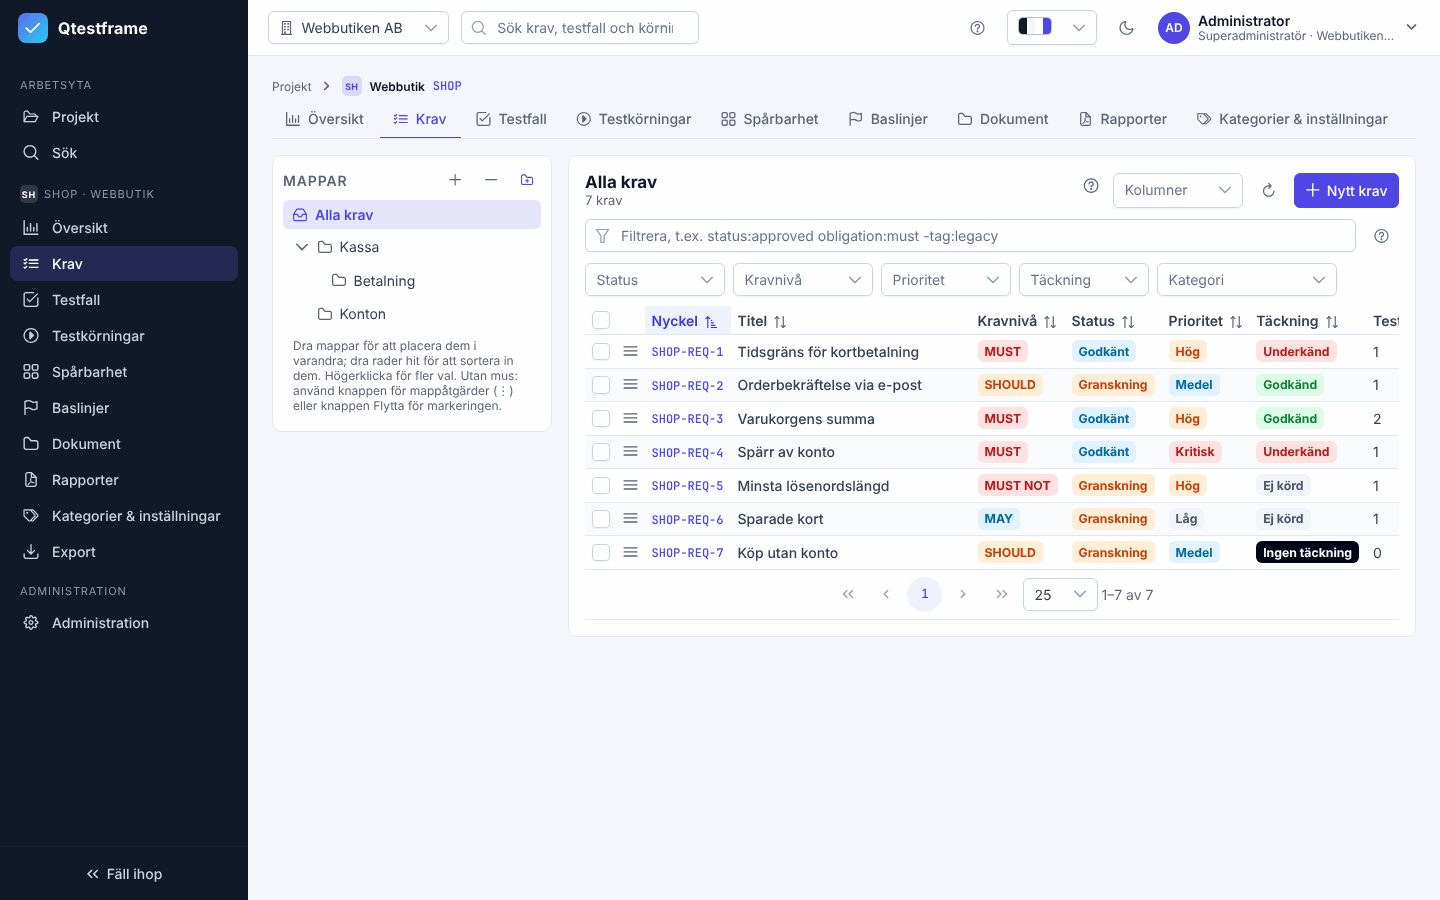 Qtestframe
Webbutiken AB
Sök krav, testfall och körnin
AD
Administrator
Superadministratör · Webbutiken...
ARBETSYTA
Projekt
Sök
SH SHOP · WEBBUTIK
Översikt
Krav
Testfall
Testkörningar
Spårbarhet
Baslinjer
Dokument
Rapporter
Kategorier & inställningar
Export
ADMINISTRATION
Administration
Fäll ihop
Projekt > SH Webbutik SHOP
Översikt Krav Testfall Testkörningar Spårbarhet Baslinjer Dokument Rapporter Kategorier & inställningar
MAPPAR
Alla krav
Kassa
Betalning
Konton
Dra mappar för att placera dem i
varandra; dra rader hit för att sortera in
dem. Högerklicka för fler val. Utan mus:
använd knappen för mappåtgärder (⋮)
eller knappen Flytta för markeringen.
Alla krav
7 krav
Kolumner
Nytt krav
Filtrera, t.ex. status:approved obligation:must -tag:legacy
Status Kravnivå Prioritet Täckning Kategori
Nyckel Titel Kravnivå Status Prioritet Täckning Test
SHOP-REQ-1 Tidsgräns för kortbetalning MUST Godkänt Hög Underkänd 1
SHOP-REQ-2 Orderbekräftelse via e-post SHOULD Granskning Medel Godkänd 1
SHOP-REQ-3 Varukorgens summa MUST Godkänt Hög Godkänd 2
SHOP-REQ-4 Spärr av konto MUST Godkänt Kritisk Underkänd 1
SHOP-REQ-5 Minsta lösenordslängd MUST NOT Granskning Hög Ej körd 1
SHOP-REQ-6 Sparade kort MAY Granskning Låg Ej körd 1
SHOP-REQ-7 Köp utan konto SHOULD Granskning Medel Ingen täckning 0
1 25 1–7 av 7